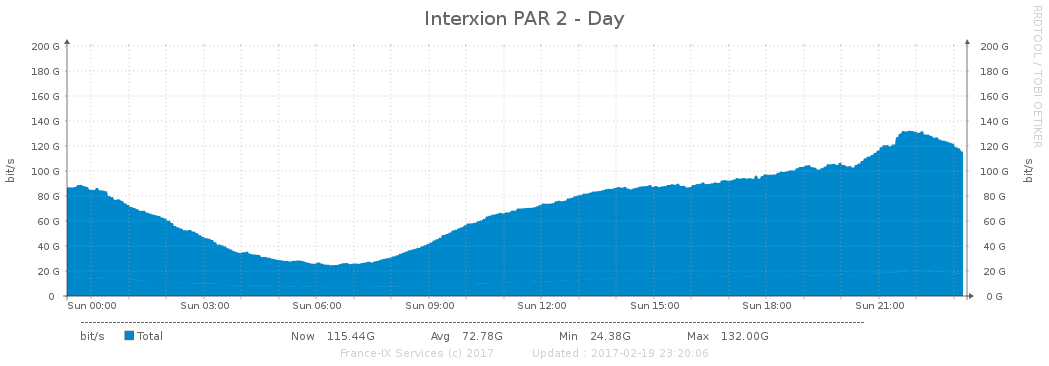 Interxion PAR 2 - Day
RRDTOOL / TOBI OETIKER
bit/s
bit/s
200 G 200 G
180 G 180 G
160 G 160 G
140 G 140 G
120 G 120 G
100 G 100 G
80 G 80 G
60 G 60 G
40 G 40 G
20 G 20 G
0 0 G
Sun 00:00 Sun 03:00 Sun 06:00 Sun 09:00 Sun 12:00 Sun 15:00 Sun 18:00 Sun 21:00
bit/s Total Now 115.44G Avg 72.78G Min 24.38G Max 132.00G
France-IX Services (c) 2017 Updated : 2017-02-19 23:20:06